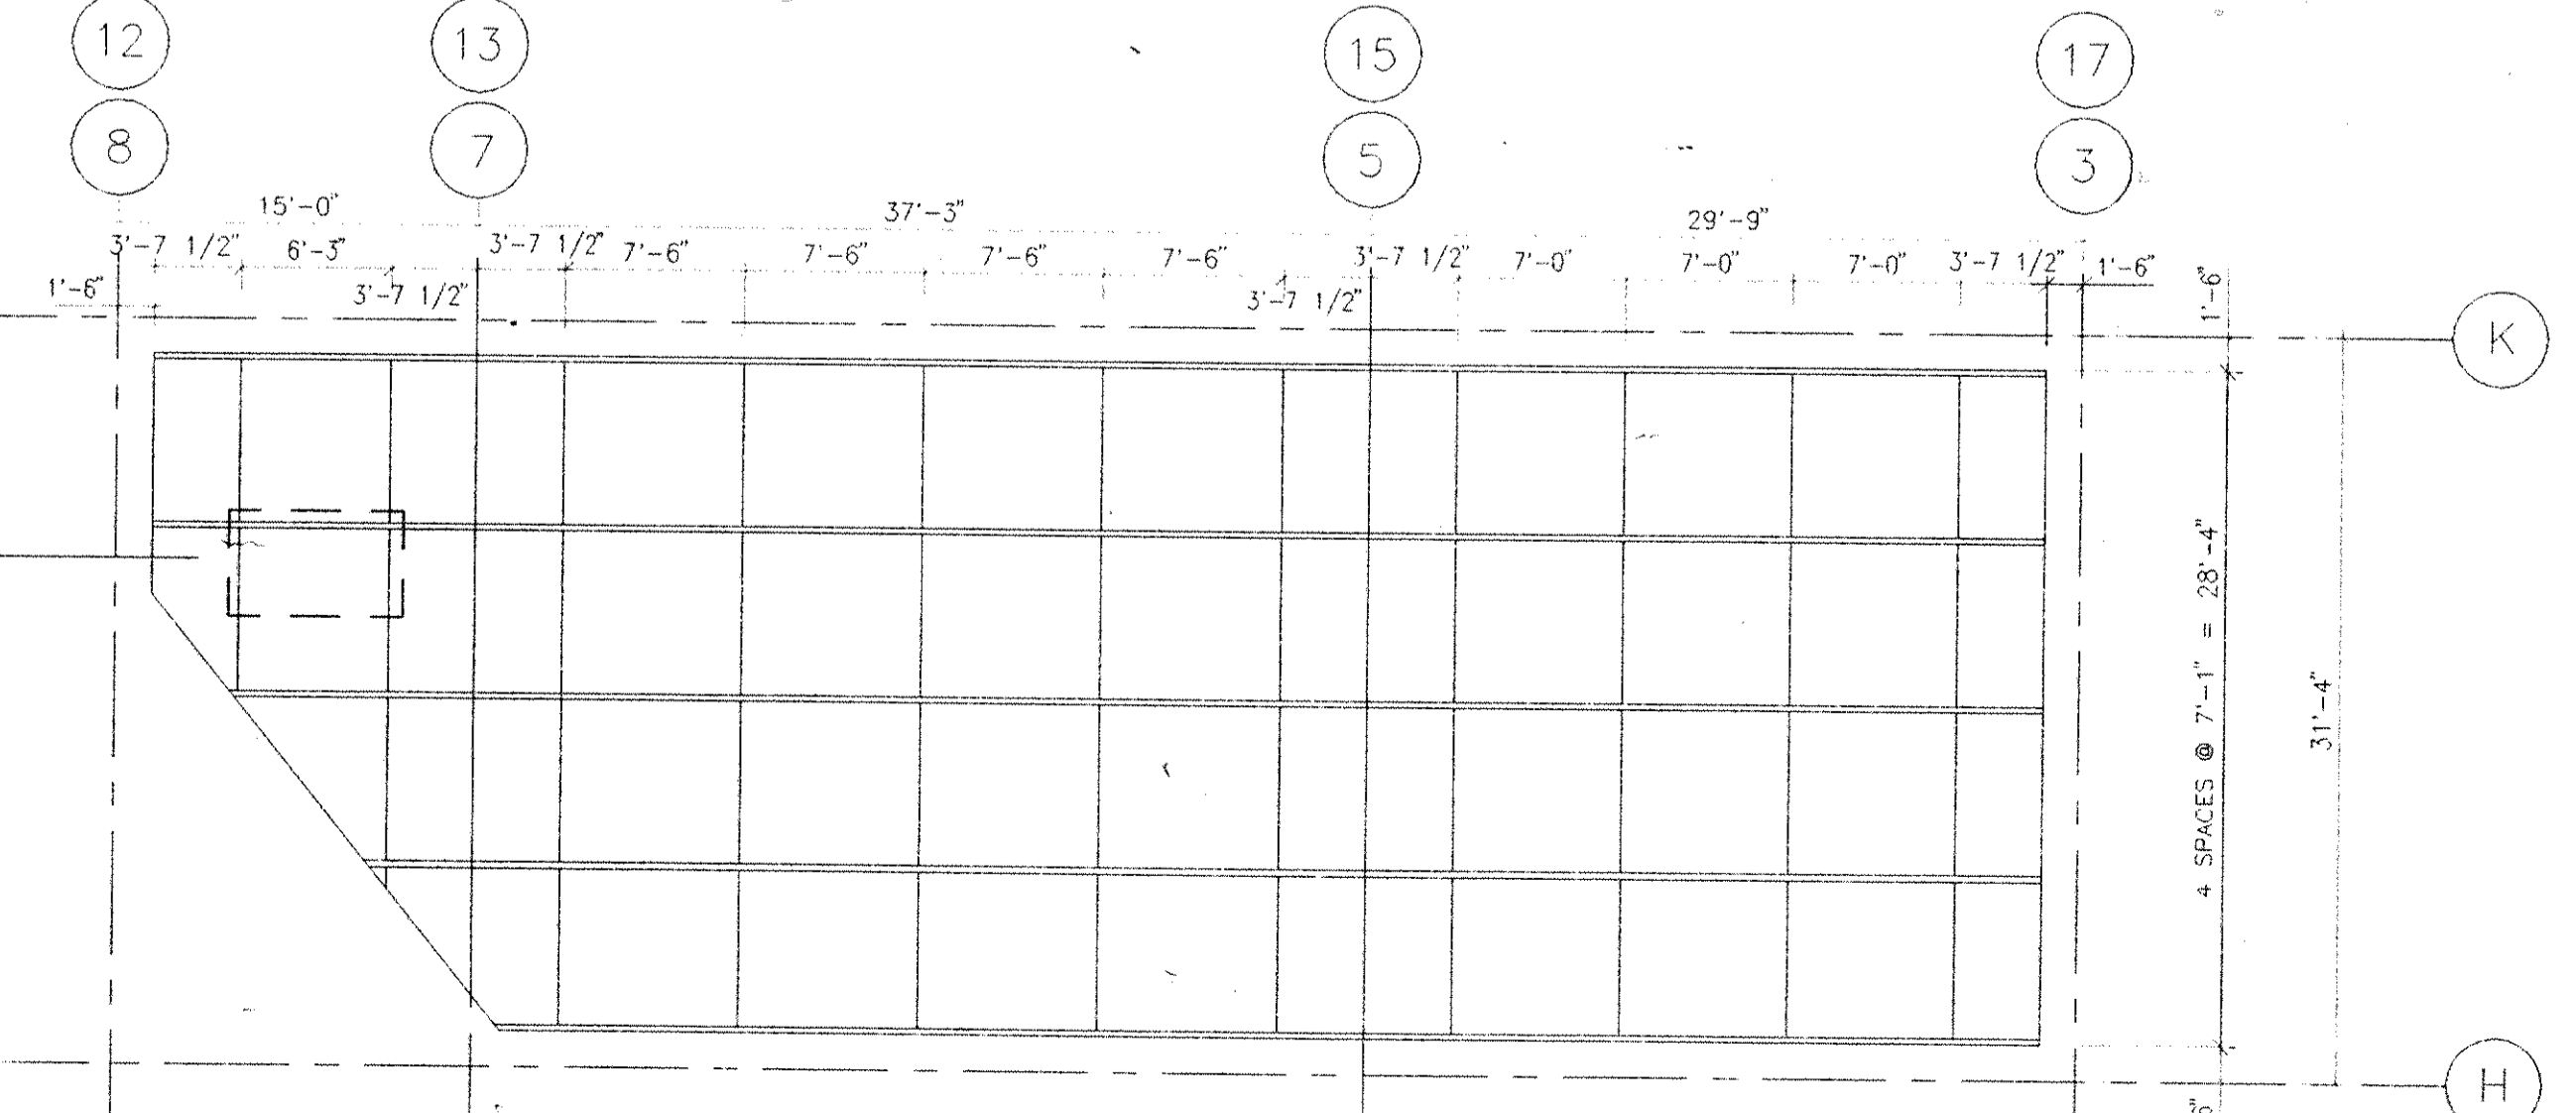 12 13 15 17
8 7 5 3
15'-0" 37'-3" 29'-9"
3'-7 1/2" 6'-3" 3'-7 1/2" 7'-6" 7'-6" 7'-6" 7'-6" 3'-7 1/2" 7'-0" 7'-0" 7'-0" 3'-7 1/2" 1'-6"
1'-6" 3'-7 1/2" 3'-7 1/2"
1'-6"
K
4 SPACES @ 7'-1" = 28'-4"
31'-4"
H